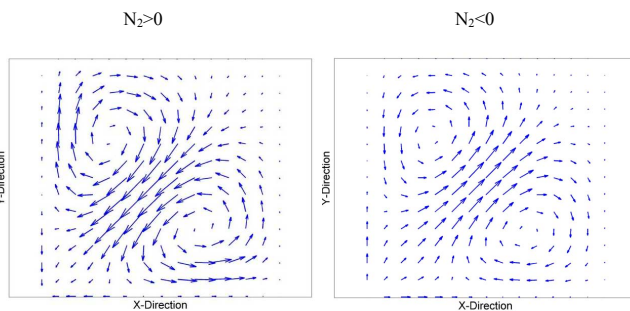 N₂>0
N₂<0
Y-Direction
X-Direction
Y-Direction
X-Direction